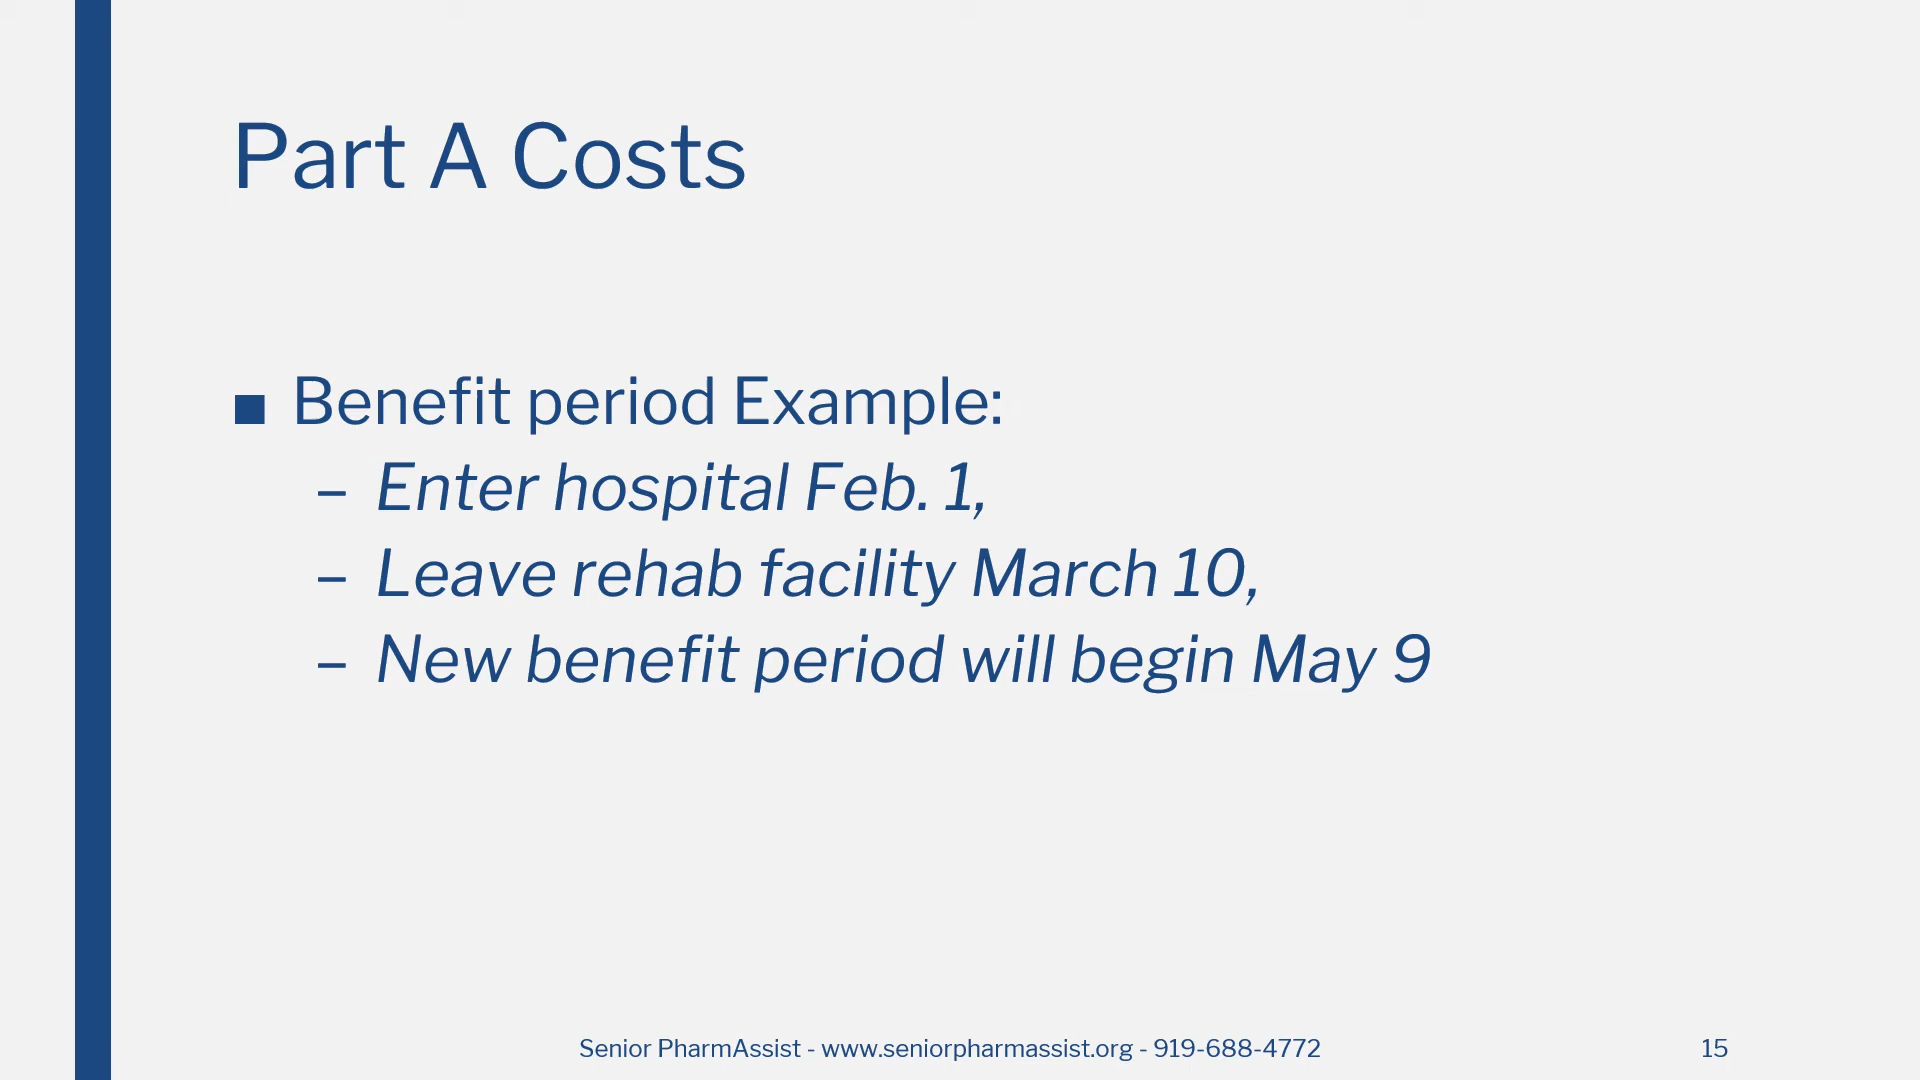 Part A Costs
■ Benefit period Example:
– Enter hospital Feb. 1,
– Leave rehab facility March 10,
– New benefit period will begin May 9
Senior PharmAssist - www.seniorpharmassist.org - 919-688-4772
15